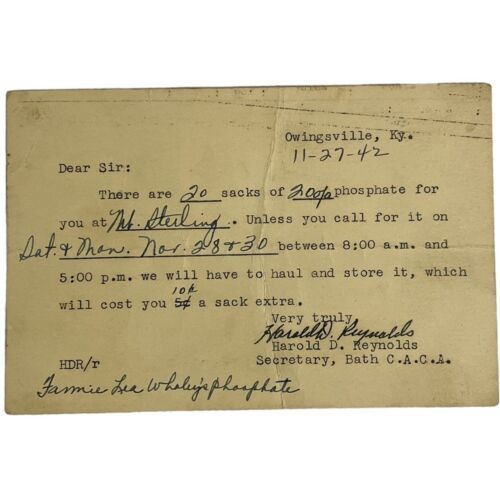 Owingsville, Ky.
11-27-42
Dear Sir:
There are 20 sacks of 20% phosphate for
you at Mt. Sterling. Unless you call for it on
Sat. & Mon. Nov. 28 & 30 between 8:00 a.m. and
5:00 p.m. we will have to haul and store it, which
10¢
will cost you 5¢ a sack extra.
Very truly,
Harold D. Reynolds
Harold D. Reynolds
HDR/r Secretary, Bath C.A.C.A.
Fannie Lea Whaley's phosphate